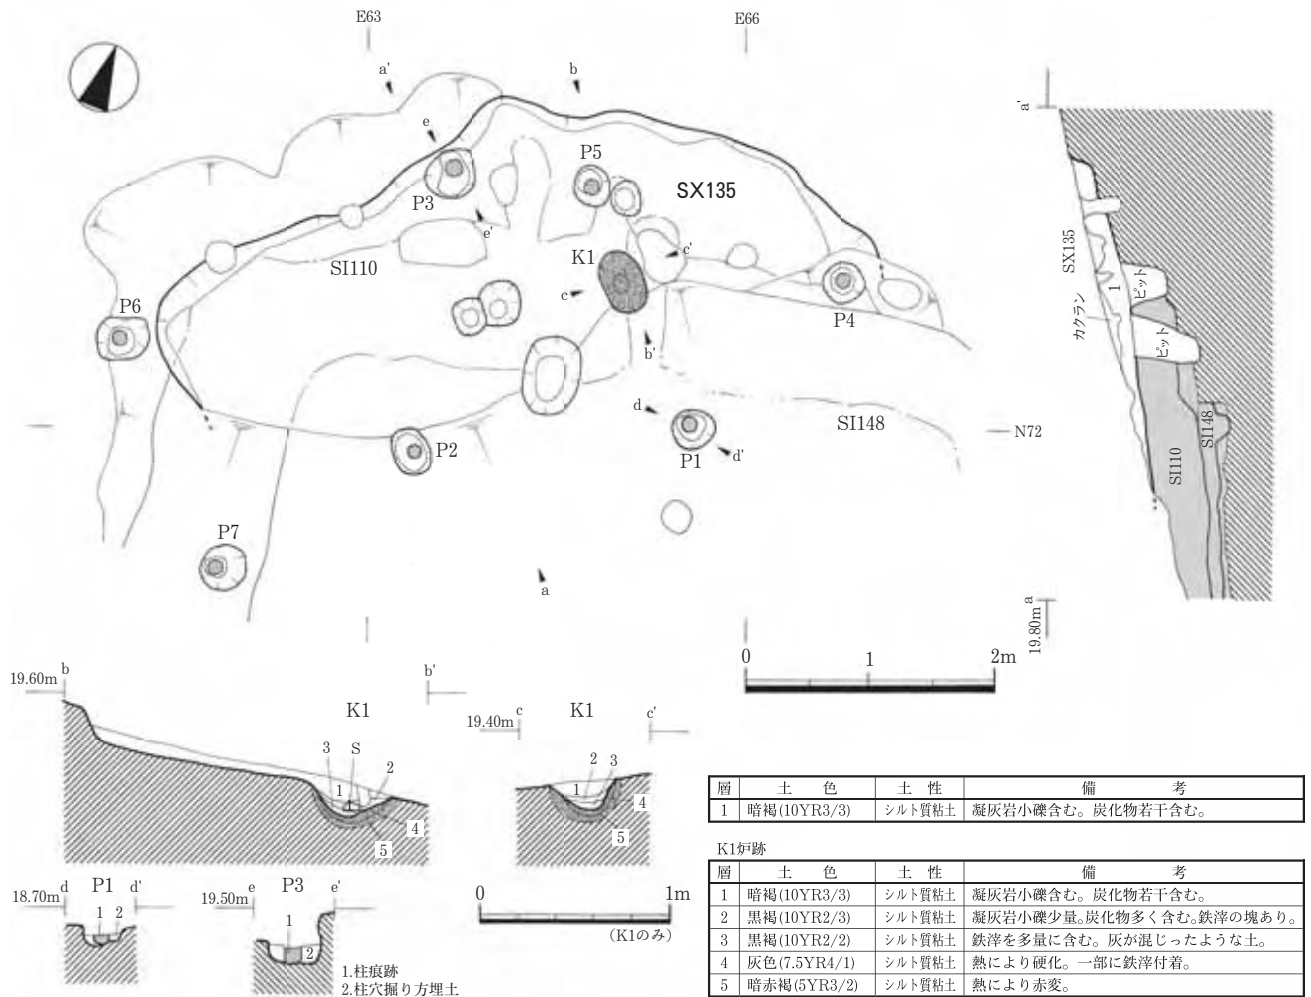 E63
E66
a'
b
a'
e
P5
SX135
P3
e'
K1
c'
SI110
SX135
1
ピット
c
P6
P4
カクラン
ピット
b'
d
SI148
N72
SI148
P2
P1
d'
SI110
P7
a
a
19.80m
0 1 2m
19.60m
b
b'
K1
3 S
1
2
4
5
19.40m
c
c'
K1
1 2 3
4
5
18.70m
d
P1
d'
1 2
19.50m
e
P3
e'
1
2
1.柱痕跡
2.柱穴掘り方埋土
0 1m
(K1のみ)
層 土 色 土 性 備 考
1 暗褐(10YR3/3) シルト質粘土 凝灰岩小礫含む。炭化物若干含む。
K1炉跡
層 土 色 土 性 備 考
1 暗褐(10YR3/3) シルト質粘土 凝灰岩小礫含む。炭化物若干含む。
2 黒褐(10YR2/3) シルト質粘土 凝灰岩小礫少量。炭化物多く含む。鉄滓の塊あり。
3 黒褐(10YR2/2) シルト質粘土 鉄滓を多量に含む。灰が混じったような土。
4 灰色(7.5YR4/1) シルト質粘土 熱により硬化。一部に鉄滓付着。
5 暗赤褐(5YR3/2) シルト質粘土 熱により赤変。